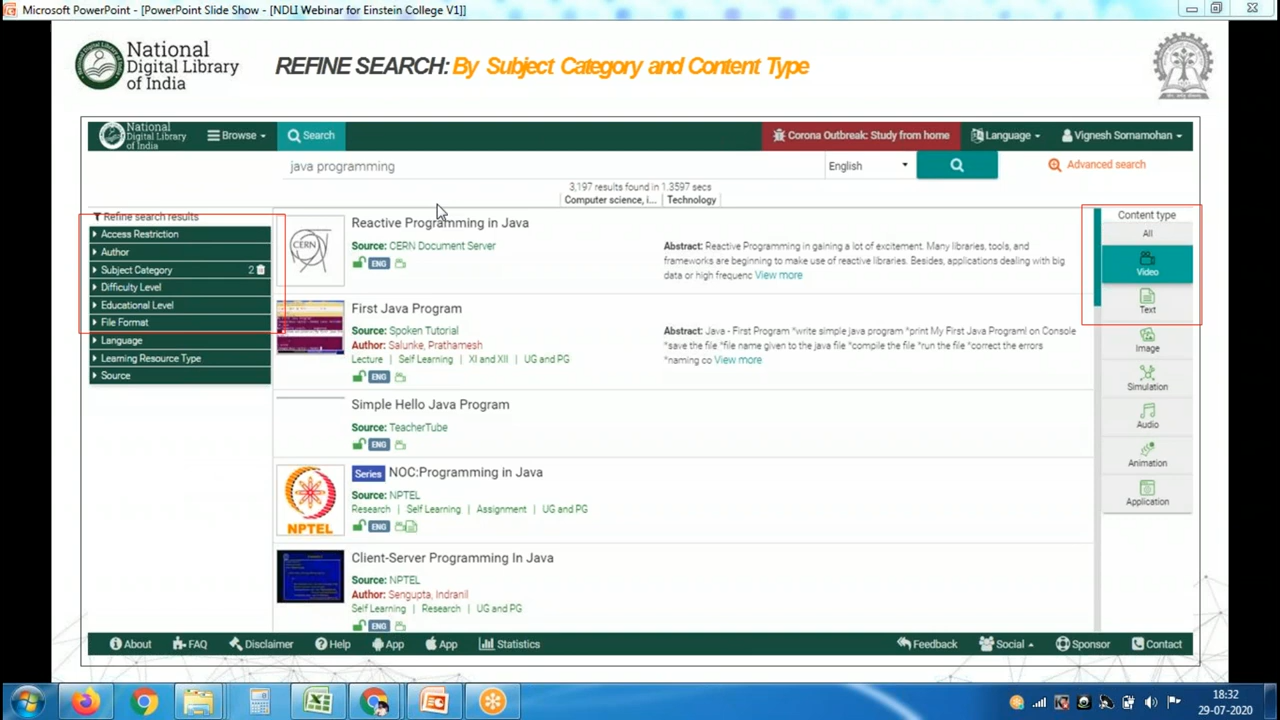 Microsoft PowerPoint - [PowerPoint Slide Show - [NDLI Webinar for Einstein College V1]]
National
Digital Library
of India
REFINE SEARCH: By Subject Category and Content Type
National
Digital Library
of India
Browse
Search
Corona Outbreak: Study from home
Language
Vignesh Sornamohan
java programming
English
Advanced search
3,197 results found in 1.3597 secs
Computer science, i... | Technology
Refine search results
Access Restriction
Author
Subject Category 2
Difficulty Level
Educational Level
File Format
Language
Learning Resource Type
Source
CERN
Reactive Programming in Java
Source: CERN Document Server
ENG
Abstract: Reactive Programming in gaining a lot of excitement. Many libraries, tools, and
frameworks are beginning to make use of reactive libraries. Besides, applications dealing with big
data or high frequenc View more
First Java Program
Source: Spoken Tutorial
Author: Salunke, Prathamesh
Lecture | Self Learning | XI and XII | UG and PG
ENG
Abstract: Java - First Program *write simple java program *print My First Java Program! on Console
*save the file *file name given to the java file *compile the file *run the file *correct the errors
*naming co View more
Simple Hello Java Program
Source: TeacherTube
ENG
NPTEL
Series NOC:Programming in Java
Source: NPTEL
Research | Self Learning | Assignment | UG and PG
ENG
Client-Server Programming In Java
Source: NPTEL
Author: Sengupta, Indranil
Self Learning | Research | UG and PG
ENG
Content type
All
Video
Text
Image
Simulation
Audio
Animation
Application
About
FAQ
Disclaimer
Help
App
App
Statistics
Feedback
Social
Sponsor
Contact
18:32
29-07-2020